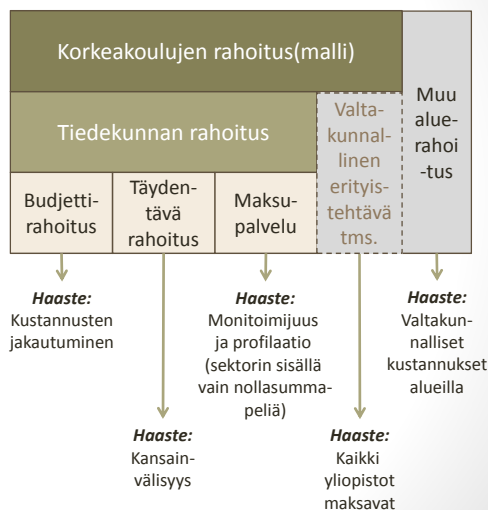 Korkeakoulujen rahoitus(malli)
Muu
alue-
rahoi
-tus
Tiedekunnan rahoitus
Valta-
kunnal-
linen
erityis-
tehtävä
tms.
Budjetti-
rahoitus
Täyden-
tävä
rahoitus
Maksu-
palvelu
Haaste:
Kustannusten
jakautuminen
Haaste:
Monitoimijuus
ja profilaatio
(sektorin sisällä
vain nollasumma-
peliä)
Haaste:
Valtakun-
nalliset
kustannukset
alueilla
Haaste:
Kansain-
välisyys
Haaste:
Kaikki
yliopistot
maksavat